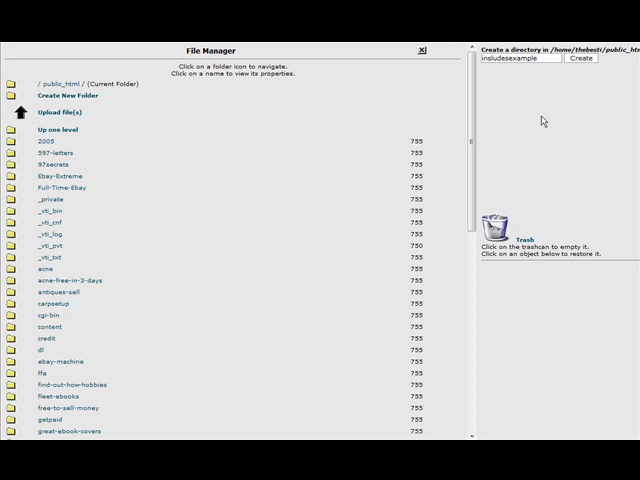 File Manager
Click on a folder icon to navigate.
Click on a name to view its properties.
/ public_html / (Current Folder)
Create New Folder
Upload file(s)
Up one level
2005 755
597-letters 755
97secrets 755
Ebay-Extreme 755
Full-Time-Ebay 755
_private 755
_vti_bin 755
_vti_cnf 755
_vti_log 755
_vti_pvt 750
_vti_txt 755
acne 755
acne-free-in-3-days 755
antiques-sell 755
carpsetup 755
cgi-bin 755
content 755
credit 755
dl 755
ebay-machine 755
ffa 755
find-out-how-hobbies 755
fleet-ebooks 755
free-to-sell-money 755
getpaid 755
great-ebook-covers 755
Create a directory in /home/thebesti/public_htm
insludesexample Create
Trash
Click on the trashcan to empty it.
Click on an object below to restore it.